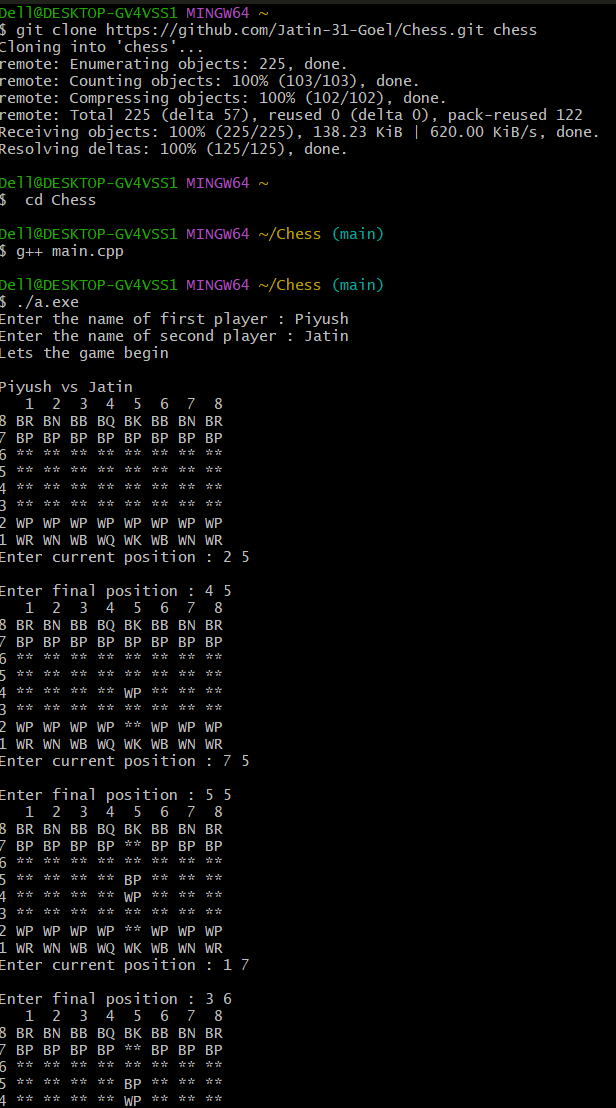 Dell@DESKTOP-GV4VSS1 MINGW64 ~
$ git clone https://github.com/Jatin-31-Goel/Chess.git chess
Cloning into 'chess'...
remote: Enumerating objects: 225, done.
remote: Counting objects: 100% (103/103), done.
remote: Compressing objects: 100% (102/102), done.
remote: Total 225 (delta 57), reused 0 (delta 0), pack-reused 122
Receiving objects: 100% (225/225), 138.23 KiB | 620.00 KiB/s, done.
Resolving deltas: 100% (125/125), done.

Dell@DESKTOP-GV4VSS1 MINGW64 ~
$  cd Chess

Dell@DESKTOP-GV4VSS1 MINGW64 ~/Chess (main)
$ g++ main.cpp

Dell@DESKTOP-GV4VSS1 MINGW64 ~/Chess (main)
$ ./a.exe
Enter the name of first player : Piyush
Enter the name of second player : Jatin
Lets the game begin

Piyush vs Jatin
   1  2  3  4  5  6  7  8
8 BR BN BB BQ BK BB BN BR
7 BP BP BP BP BP BP BP BP
6 ** ** ** ** ** ** ** **
5 ** ** ** ** ** ** ** **
4 ** ** ** ** ** ** ** **
3 ** ** ** ** ** ** ** **
2 WP WP WP WP WP WP WP WP
1 WR WN WB WQ WK WB WN WR
Enter current position : 2 5

Enter final position : 4 5
   1  2  3  4  5  6  7  8
8 BR BN BB BQ BK BB BN BR
7 BP BP BP BP BP BP BP BP
6 ** ** ** ** ** ** ** **
5 ** ** ** ** ** ** ** **
4 ** ** ** ** WP ** ** **
3 ** ** ** ** ** ** ** **
2 WP WP WP WP ** WP WP WP
1 WR WN WB WQ WK WB WN WR
Enter current position : 7 5

Enter final position : 5 5
   1  2  3  4  5  6  7  8
8 BR BN BB BQ BK BB BN BR
7 BP BP BP BP ** BP BP BP
6 ** ** ** ** ** ** ** **
5 ** ** ** ** BP ** ** **
4 ** ** ** ** WP ** ** **
3 ** ** ** ** ** ** ** **
2 WP WP WP WP ** WP WP WP
1 WR WN WB WQ WK WB WN WR
Enter current position : 1 7

Enter final position : 3 6
   1  2  3  4  5  6  7  8
8 BR BN BB BQ BK BB BN BR
7 BP BP BP BP ** BP BP BP
6 ** ** ** ** ** ** ** **
5 ** ** ** ** BP ** ** **
4 ** ** ** ** WP ** ** **